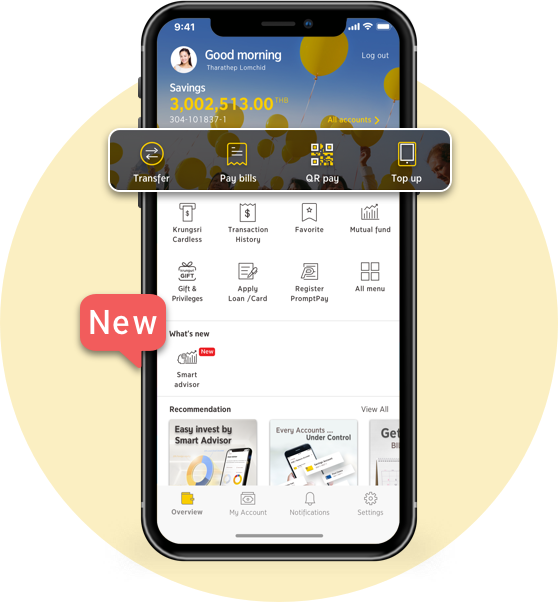 9:41
Good morning
Log out
Tharathep Lomchid
Savings
3,002,513.00 THB
304-101837-1
All accounts >
Transfer
Pay bills
QR pay
Top up
Krungsri
Cardless
Transaction
History
Favorite
Mutual fund
Krungsri
GIFT
Gift &
Privileges
Apply
Loan /Card
Register
PromptPay
All menu
New
What's new
New
Smart
advisor
Recommendation
View All
Easy invest by
Smart Advisor
Every Accounts ....
Under Control
Get
Overview
My Account
Notifications
Settings